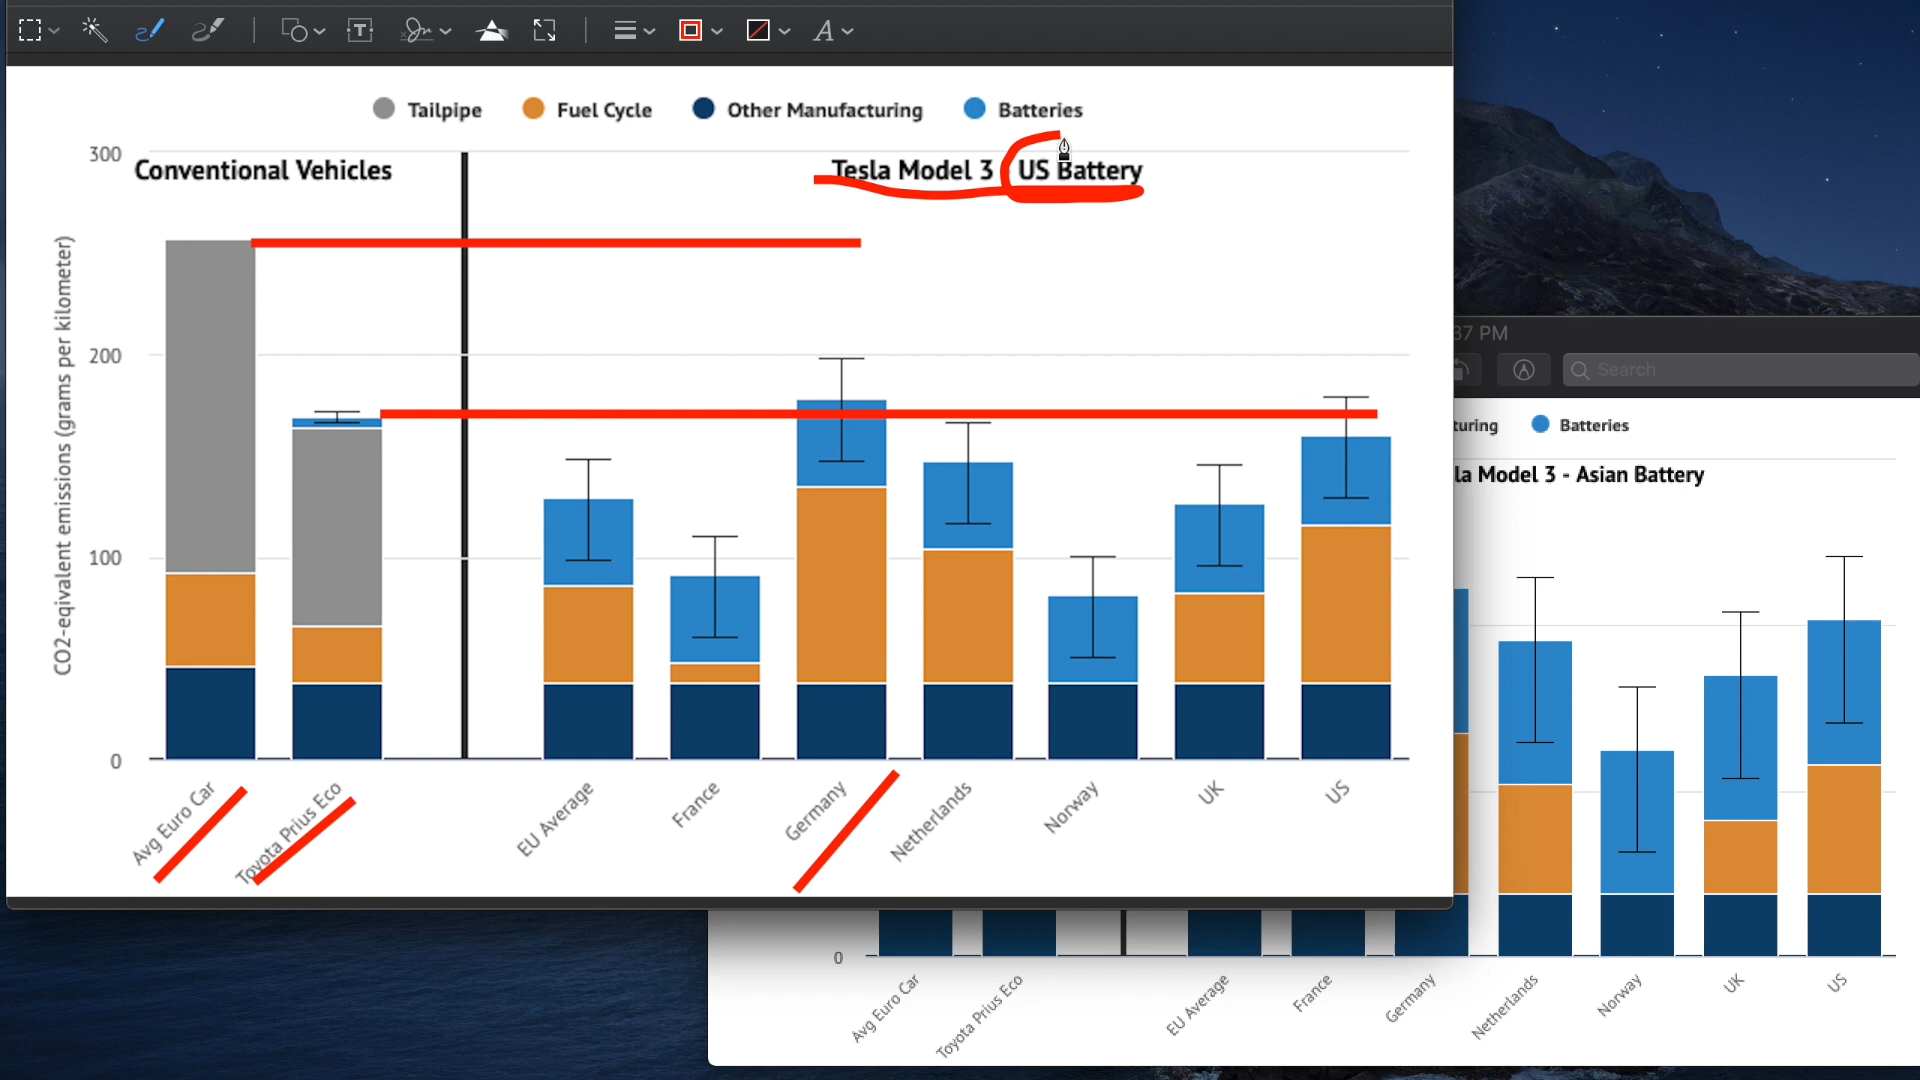 Tailpipe Fuel Cycle Other Manufacturing Batteries
300
Conventional Vehicles
Tesla Model 3 US Battery
CO2-eqivalent emissions (grams per kilometer)
200
100
0
Avg Euro Car
Toyota Prius Eco
EU Average
France
Germany
Netherlands
Norway
UK
US
37 PM
Search
turing Batteries
la Model 3 - Asian Battery
0
Avg Euro Car
Toyota Prius Eco
EU Average
France
Germany
Netherlands
Norway
UK
US